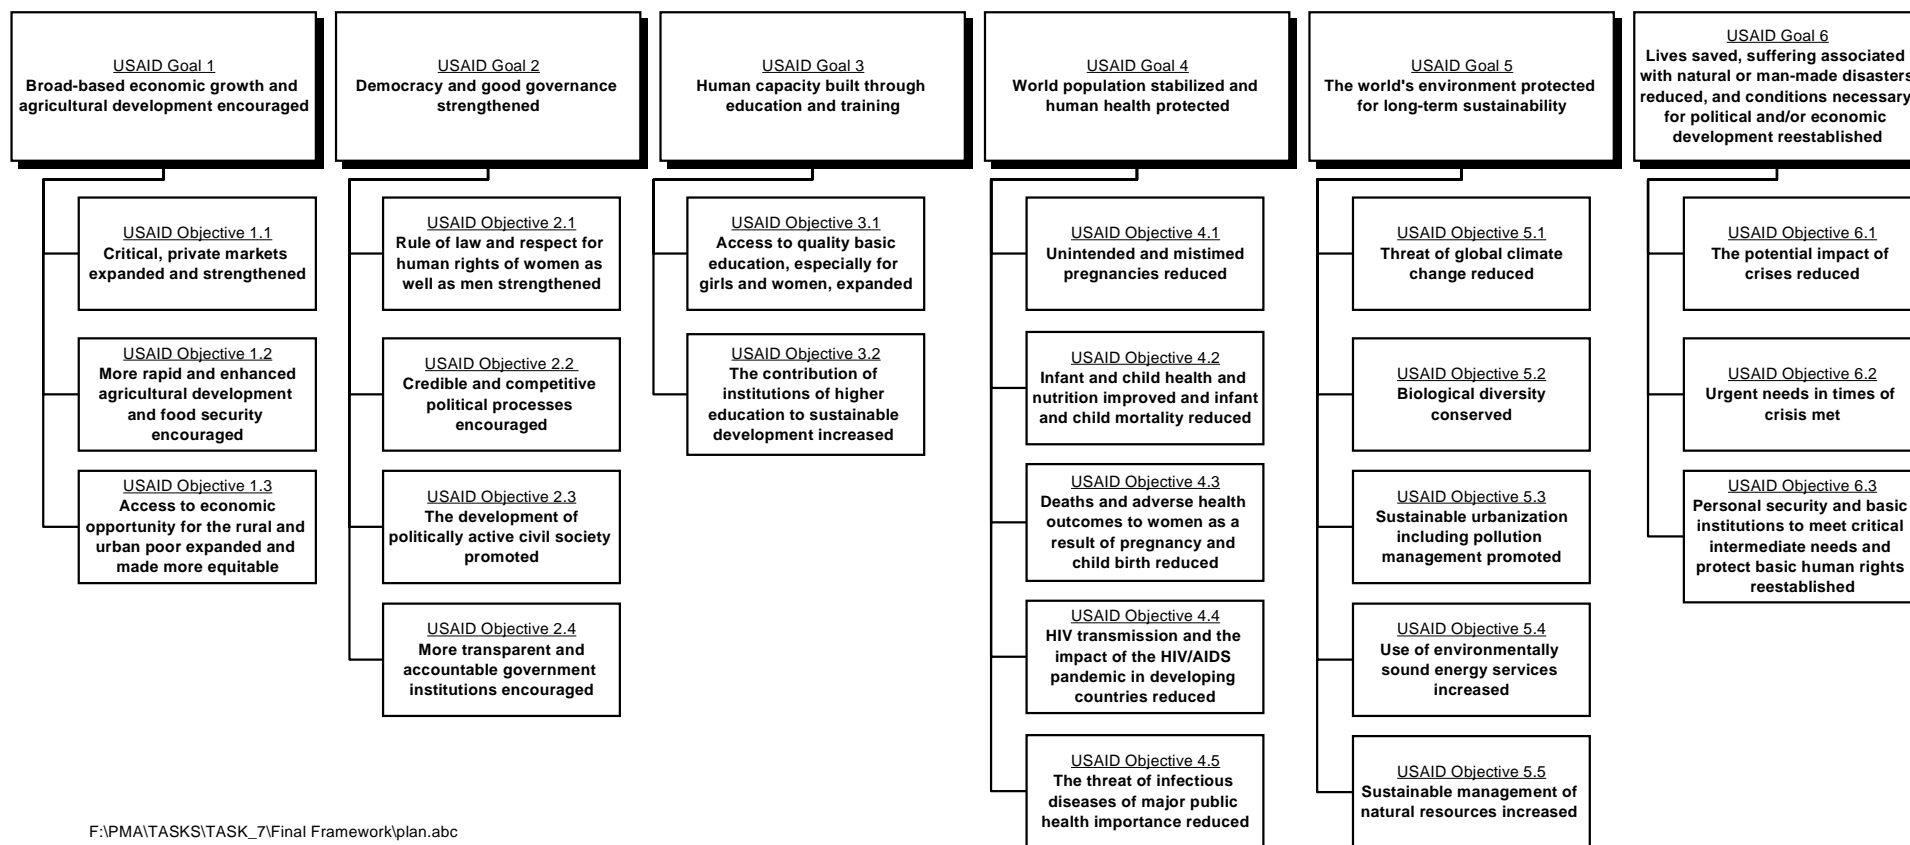 USAID Goal 1
Broad-based economic growth and
agricultural development encouraged
USAID Objective 1.1
Critical, private markets
expanded and strengthened
USAID Objective 1.2
More rapid and enhanced
agricultural development
and food security
encouraged
USAID Objective 1.3
Access to economic
opportunity for the rural and
urban poor expanded and
made more equitable
USAID Goal 2
Democracy and good governance
strengthened
USAID Objective 2.1
Rule of law and respect for
human rights of women as
well as men strengthened
USAID Objective 2.2
Credible and competitive
political processes
encouraged
USAID Objective 2.3
The development of
politically active civil society
promoted
USAID Objective 2.4
More transparent and
accountable government
institutions encouraged
USAID Goal 3
Human capacity built through
education and training
USAID Objective 3.1
Access to quality basic
education, especially for
girls and women, expanded
USAID Objective 3.2
The contribution of
institutions of higher
education to sustainable
development increased
USAID Goal 4
World population stabilized and
human health protected
USAID Objective 4.1
Unintended and mistimed
pregnancies reduced
USAID Objective 4.2
Infant and child health and
nutrition improved and infant
and child mortality reduced
USAID Objective 4.3
Deaths and adverse health
outcomes to women as a
result of pregnancy and
child birth reduced
USAID Objective 4.4
HIV transmission and the
impact of the HIV/AIDS
pandemic in developing
countries reduced
USAID Objective 4.5
The threat of infectious
diseases of major public
health importance reduced
USAID Goal 5
The world's environment protected
for long-term sustainability
USAID Objective 5.1
Threat of global climate
change reduced
USAID Objective 5.2
Biological diversity
conserved
USAID Objective 5.3
Sustainable urbanization
including pollution
management promoted
USAID Objective 5.4
Use of environmentally
sound energy services
increased
USAID Objective 5.5
Sustainable management of
natural resources increased
USAID Goal 6
Lives saved, suffering associated
with natural or man-made disasters
reduced, and conditions necessary
for political and/or economic
development reestablished
USAID Objective 6.1
The potential impact of
crises reduced
USAID Objective 6.2
Urgent needs in times of
crisis met
USAID Objective 6.3
Personal security and basic
institutions to meet critical
intermediate needs and
protect basic human rights
reestablished
F:\PMA\TASKS\TASK_7\Final Framework\plan.abc